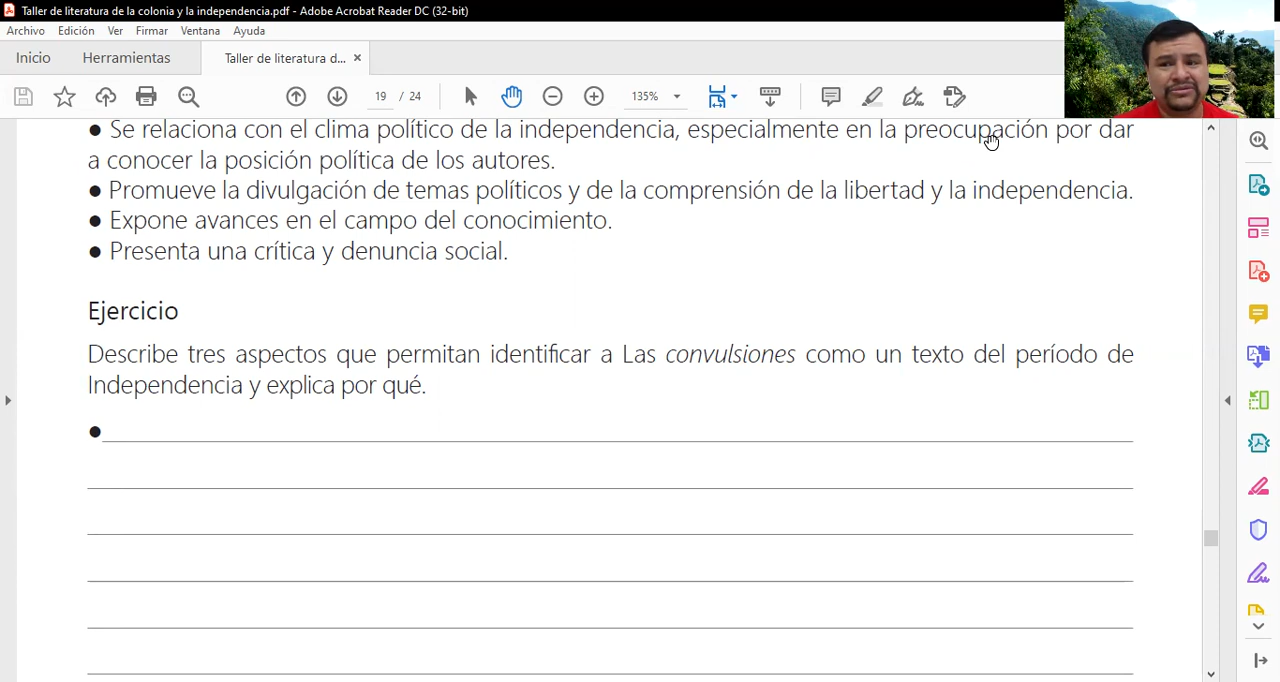 Taller de literatura de la colonia y la independencia.pdf - Adobe Acrobat Reader DC (32-bit)
Archivo Edición Ver Firmar Ventana Ayuda
Inicio Herramientas Taller de literatura d... ×
19 / 24 135%
● Se relaciona con el clima político de la independencia, especialmente en la preocupación por dar
a conocer la posición política de los autores.
● Promueve la divulgación de temas políticos y de la comprensión de la libertad y la independencia.
● Expone avances en el campo del conocimiento.
● Presenta una crítica y denuncia social.
Ejercicio
Describe tres aspectos que permitan identificar a Las convulsiones como un texto del período de
Independencia y explica por qué.
●